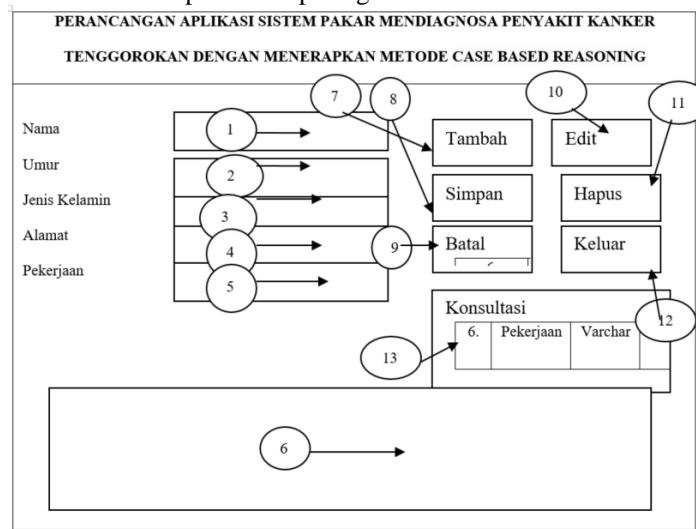 PERANCANGAN APLIKASI SISTEM PAKAR MENDIAGNOSA PENYAKIT KANKER
TENGGOROKAN DENGAN MENERAPKAN METODE CASE BASED REASONING
7
8
10
11
Nama
1
Tambah
Edit
Umur
2
Jenis Kelamin
3
Simpan
Hapus
Alamat
4
9
Batal
Keluar
Pekerjaan
5
Konsultasi
12
6. Pekerjaan Varchar
13
6